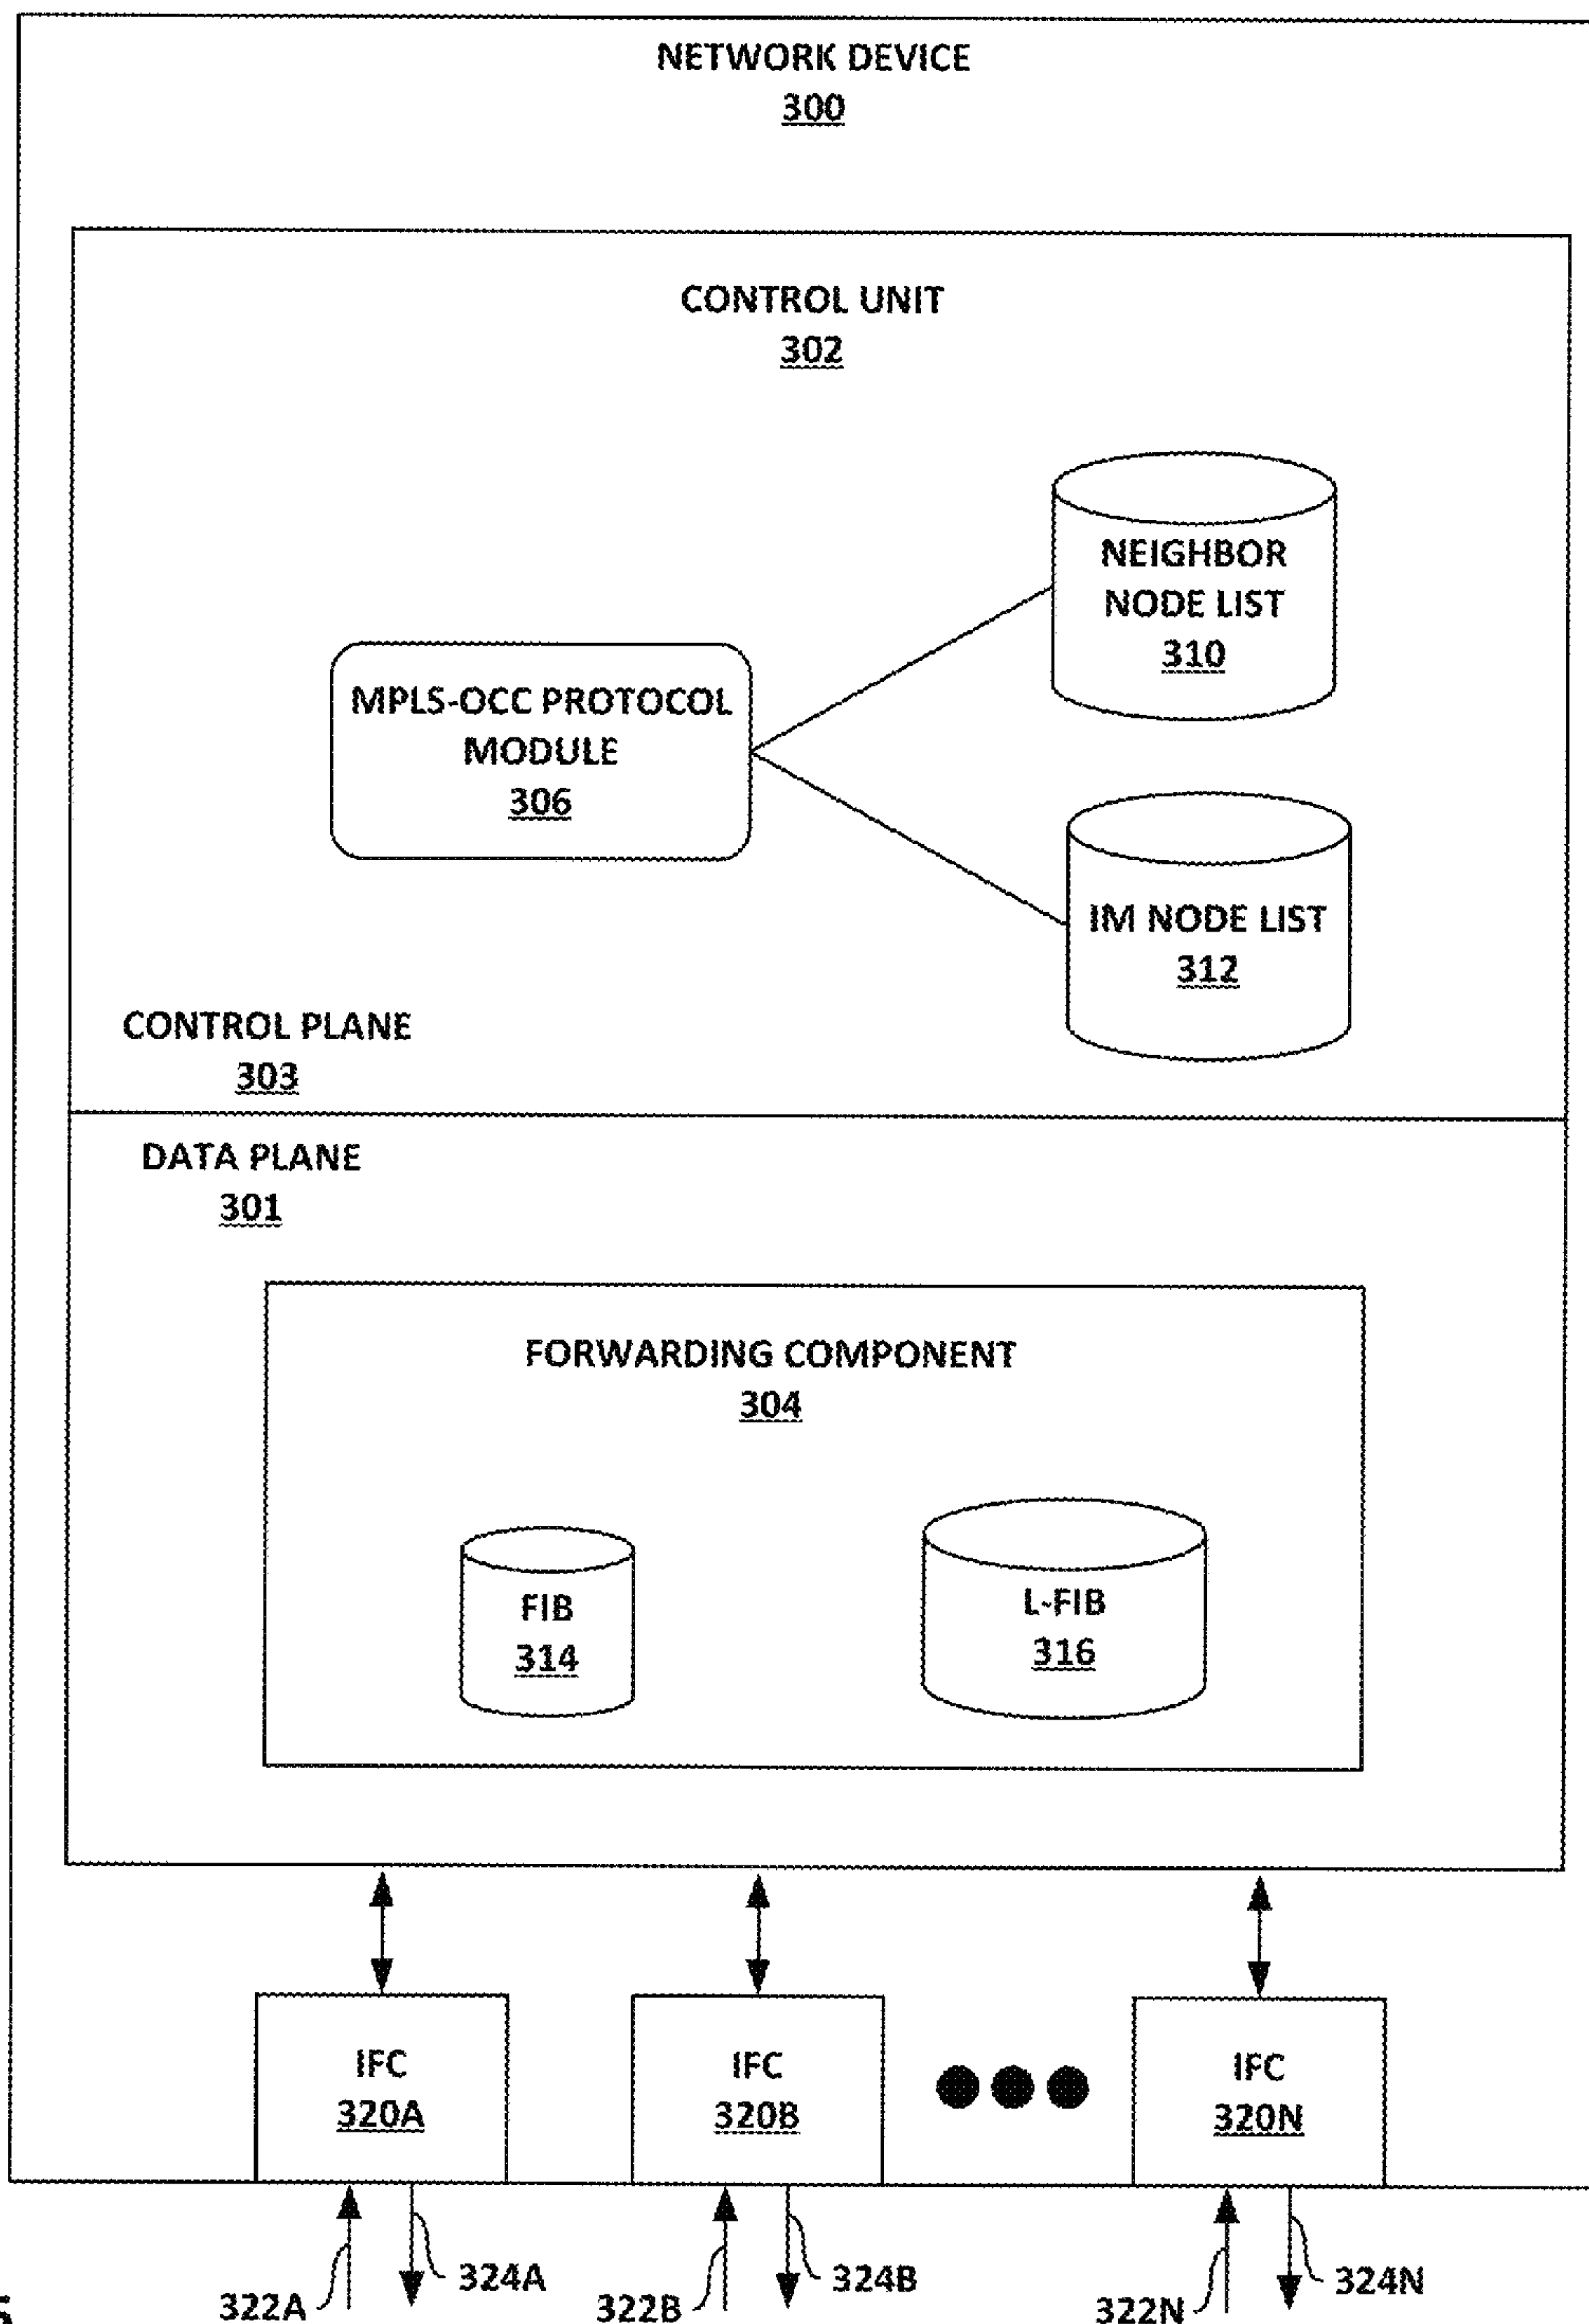 NETWORK DEVICE
300
CONTROL UNIT
302
NEIGHBOR
NODE LIST
310
MPLS-OCC PROTOCOL
MODULE
306
IM NODE LIST
312
CONTROL PLANE
303
DATA PLANE
301
FORWARDING COMPONENT
304
FIB
314
L-FIB
316
IFC
320A
IFC
320B
IFC
320N
322A
324A
322B
324B
322N
324N